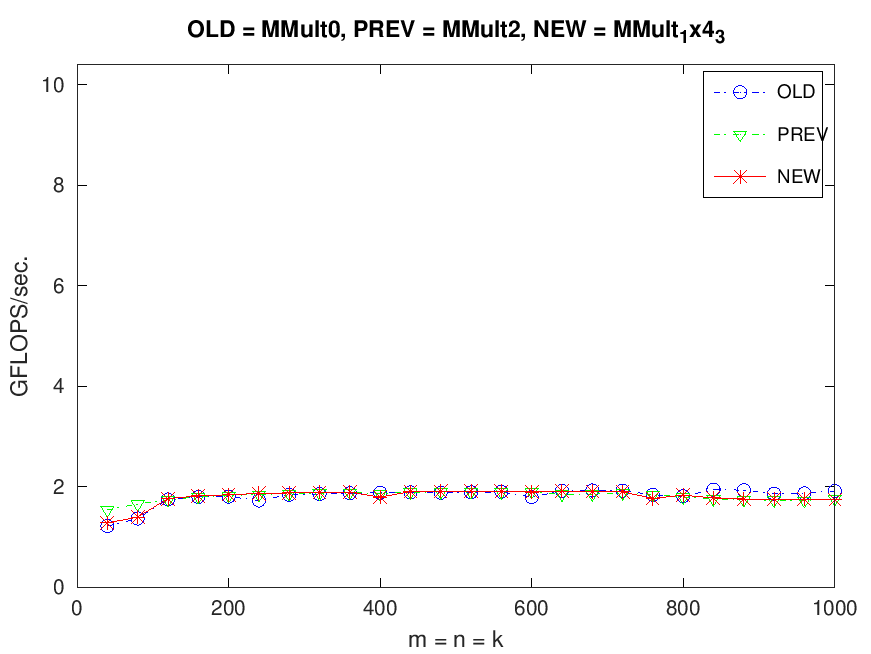 OLD = MMult0, PREV = MMult2, NEW = MMult₁x4₃
10
8
6
4
2
0
GFLOPS/sec.
OLD
PREV
NEW
0 200 400 600 800 1000
m = n = k